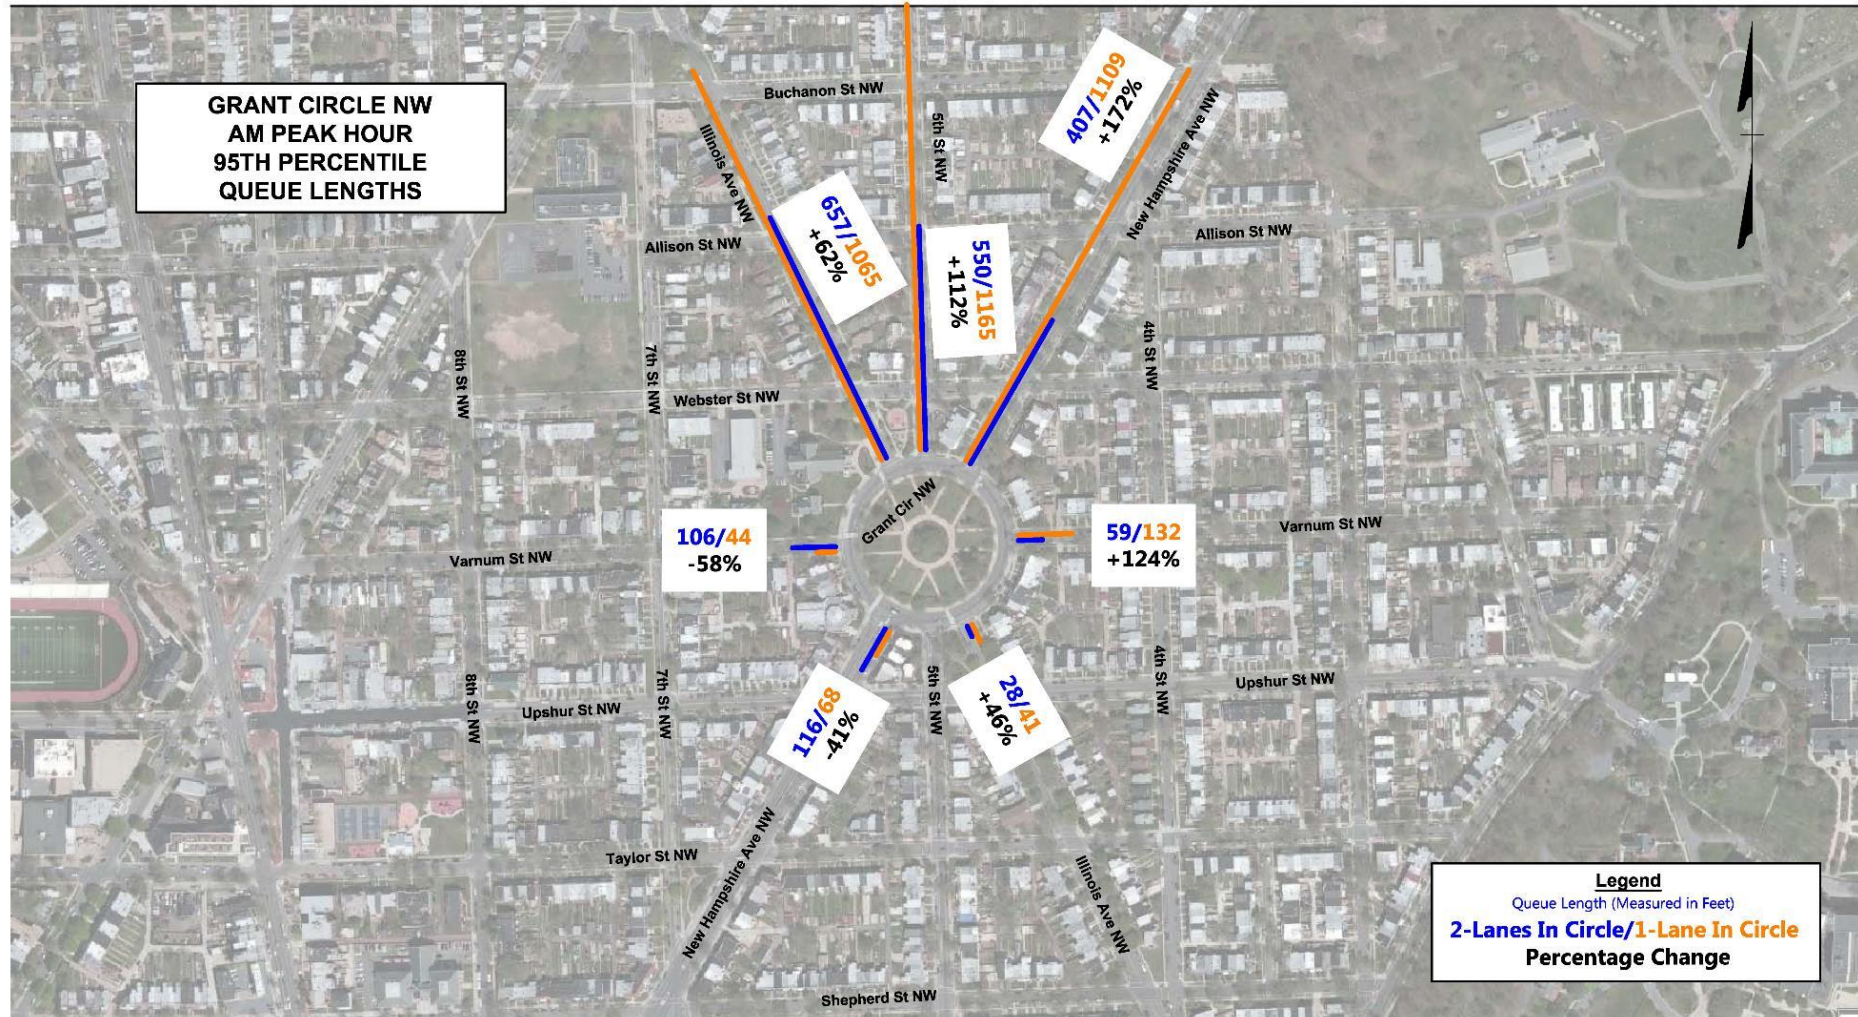 GRANT CIRCLE NW
AM PEAK HOUR
95TH PERCENTILE
QUEUE LENGTHS
Buchanon St NW
Illinois Ave NW
5th St NW
407/1109
+172%
New Hampshire Ave NW
657/1065
+62%
550/1165
+112%
Allison St NW
Allison St NW
8th St NW
7th St NW
4th St NW
Webster St NW
Grant Cir NW
106/44
-58%
59/132
+124%
Varnum St NW
Varnum St NW
116/68
-41%
28/41
+46%
8th St NW
7th St NW
5th St NW
4th St NW
Upshur St NW
Upshur St NW
Taylor St NW
New Hampshire Ave NW
Illinois Ave NW
Shepherd St NW
Legend
Queue Length (Measured in Feet)
2-Lanes In Circle/1-Lane In Circle
Percentage Change